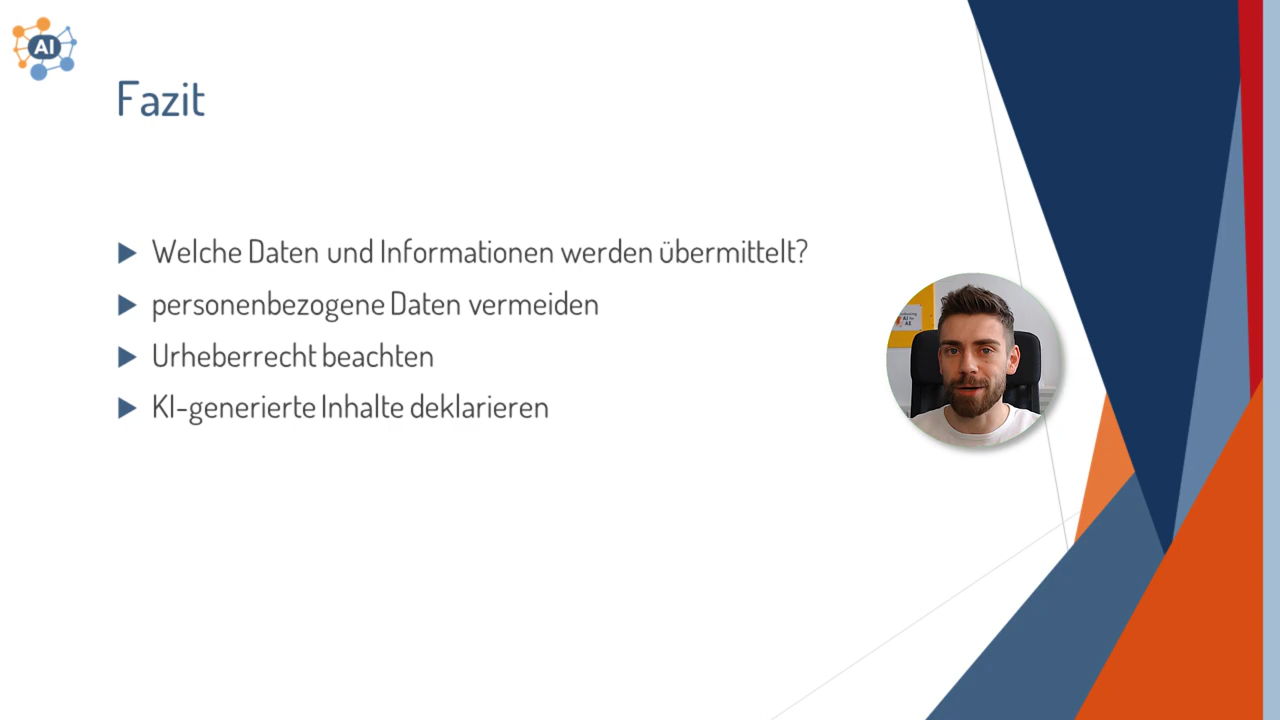 AI
Fazit
Welche Daten und Informationen werden übermittelt?
personenbezogene Daten vermeiden
Urheberrecht beachten
KI-generierte Inhalte deklarieren